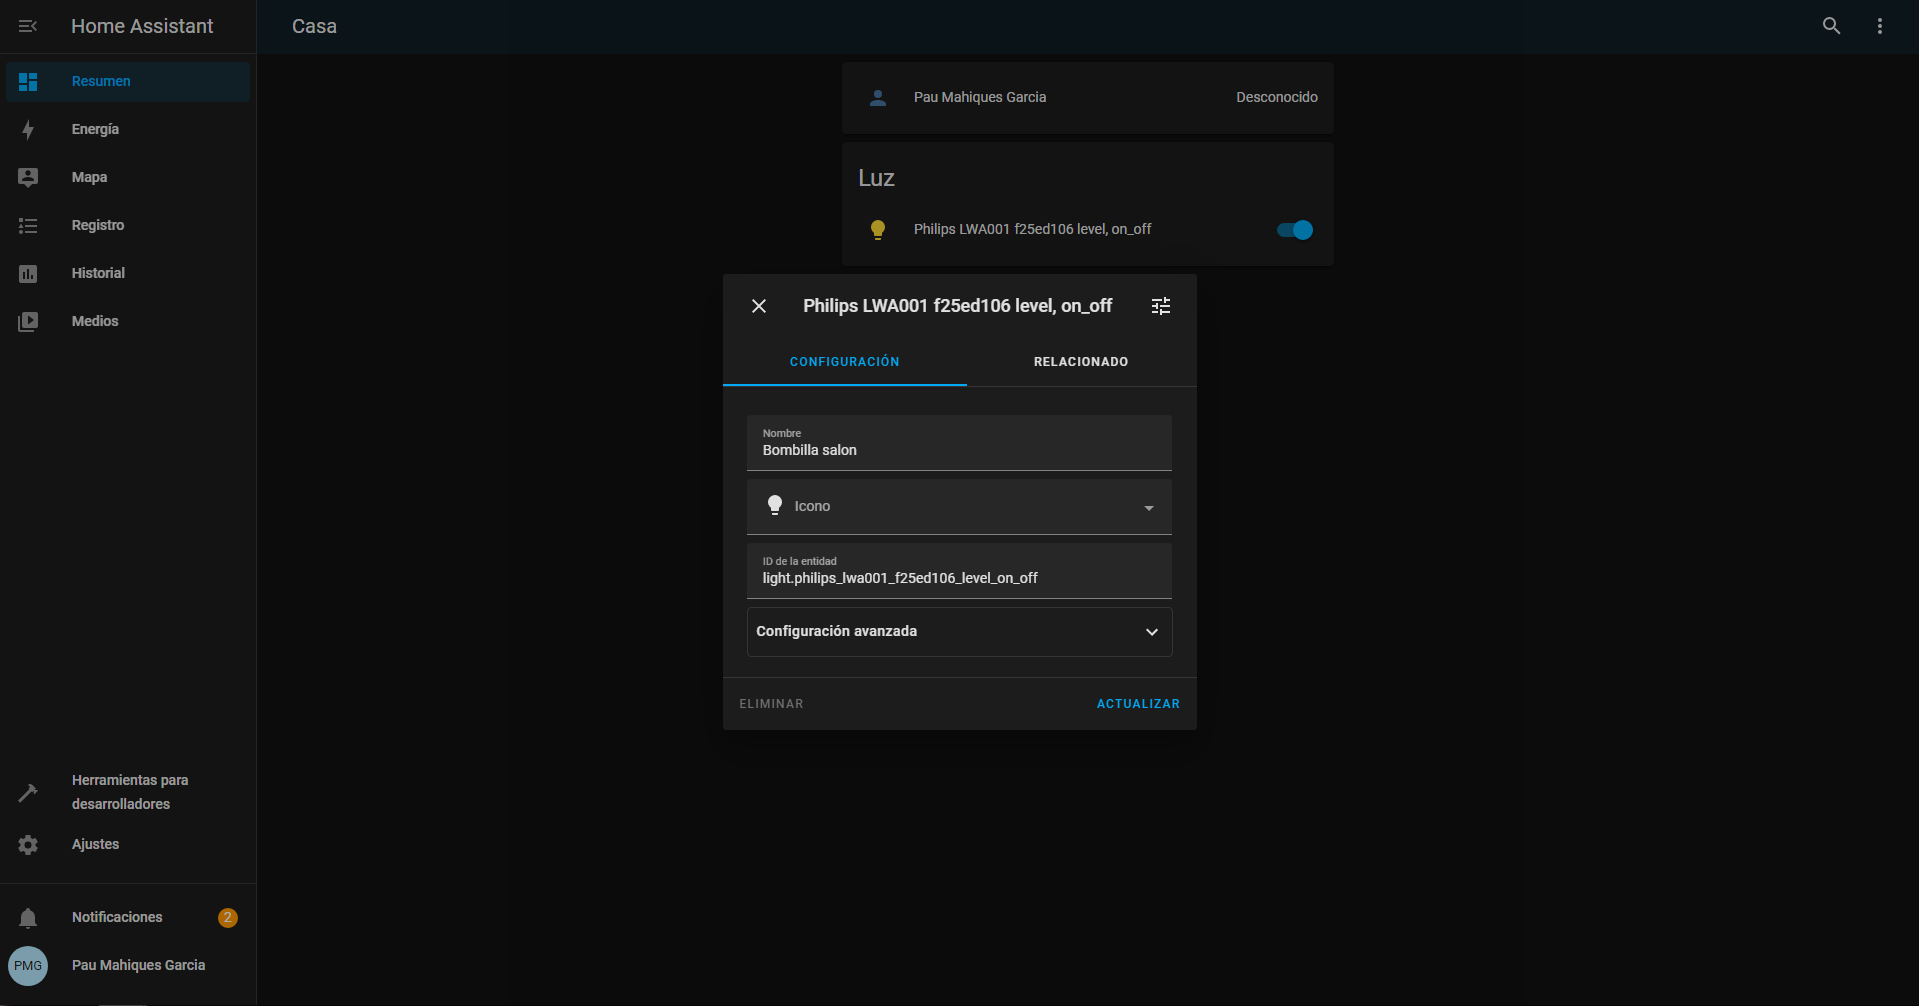 Home Assistant
Casa
Resumen
Energía
Mapa
Registro
Historial
Medios
Herramientas para
desarrolladores
Ajustes
Notificaciones
2
PMG
Pau Mahiques Garcia
Pau Mahiques Garcia
Desconocido
Luz
Philips LWA001 f25ed106 level, on_off
Philips LWA001 f25ed106 level, on_off
CONFIGURACIÓN
RELACIONADO
Nombre
Bombilla salon
Icono
ID de la entidad
light.philips_lwa001_f25ed106_level_on_off
Configuración avanzada
ELIMINAR
ACTUALIZAR